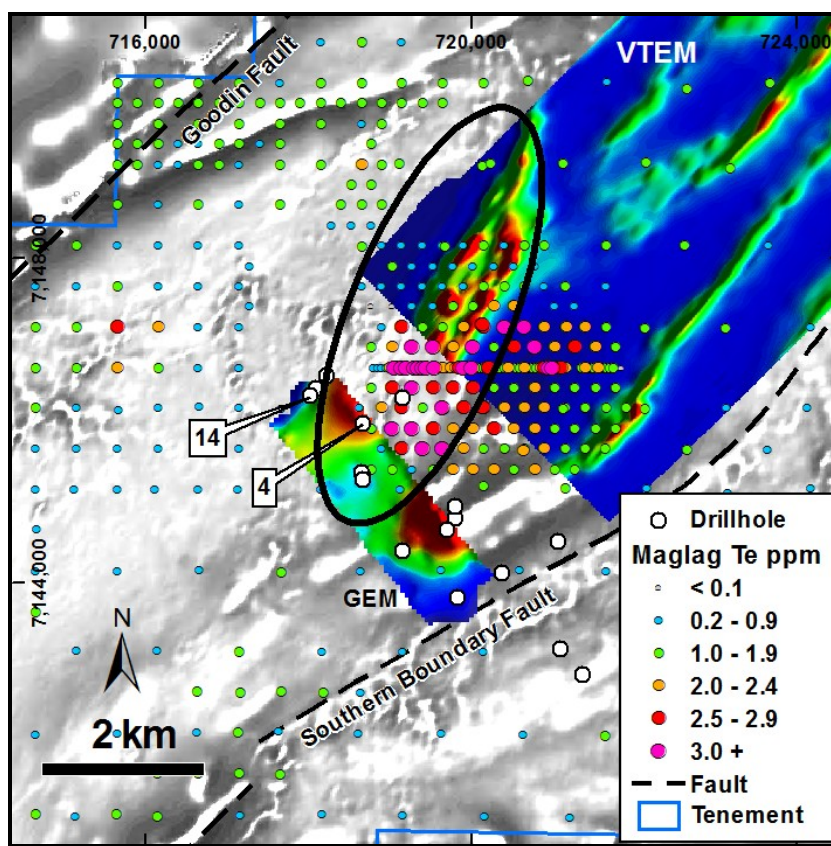 716,000
720,000
724,000
VTEM
Goodin Fault
7,148,000
14
4
7,144,000
GEM
N
Southern Boundary Fault
2 km
Drillhole
Maglag Te ppm
< 0.1
0.2 - 0.9
1.0 - 1.9
2.0 - 2.4
2.5 - 2.9
3.0 +
Fault
Tenement